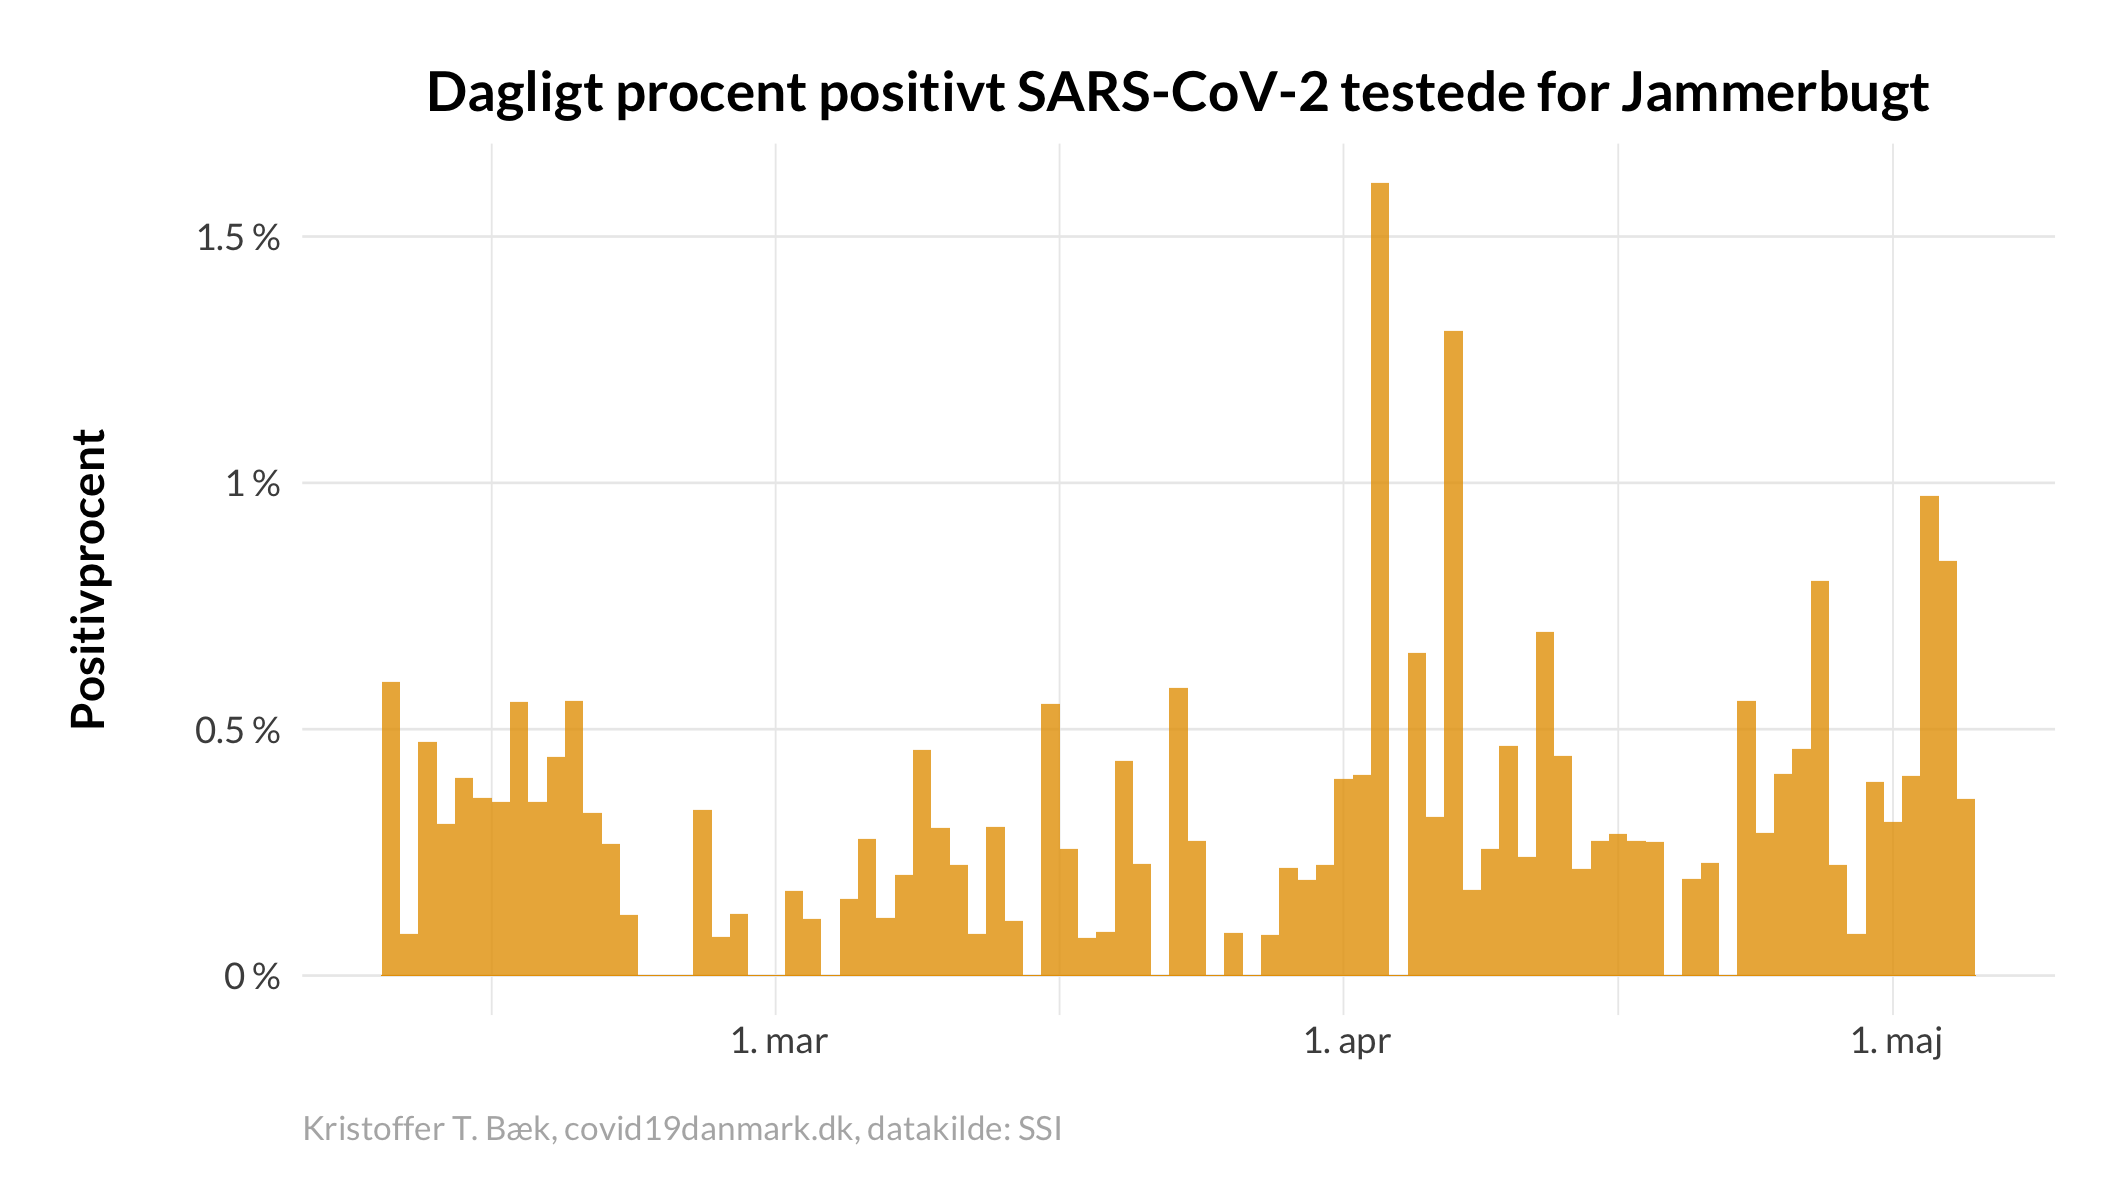 Dagligt procent positivt SARS-CoV-2 testede for Jammerbugt
Positivprocent
1.5 %
1 %
0.5 %
0 %
1. mar
1. apr
1. maj
Kristoffer T. Bæk, covid19danmark.dk, datakilde: SSI